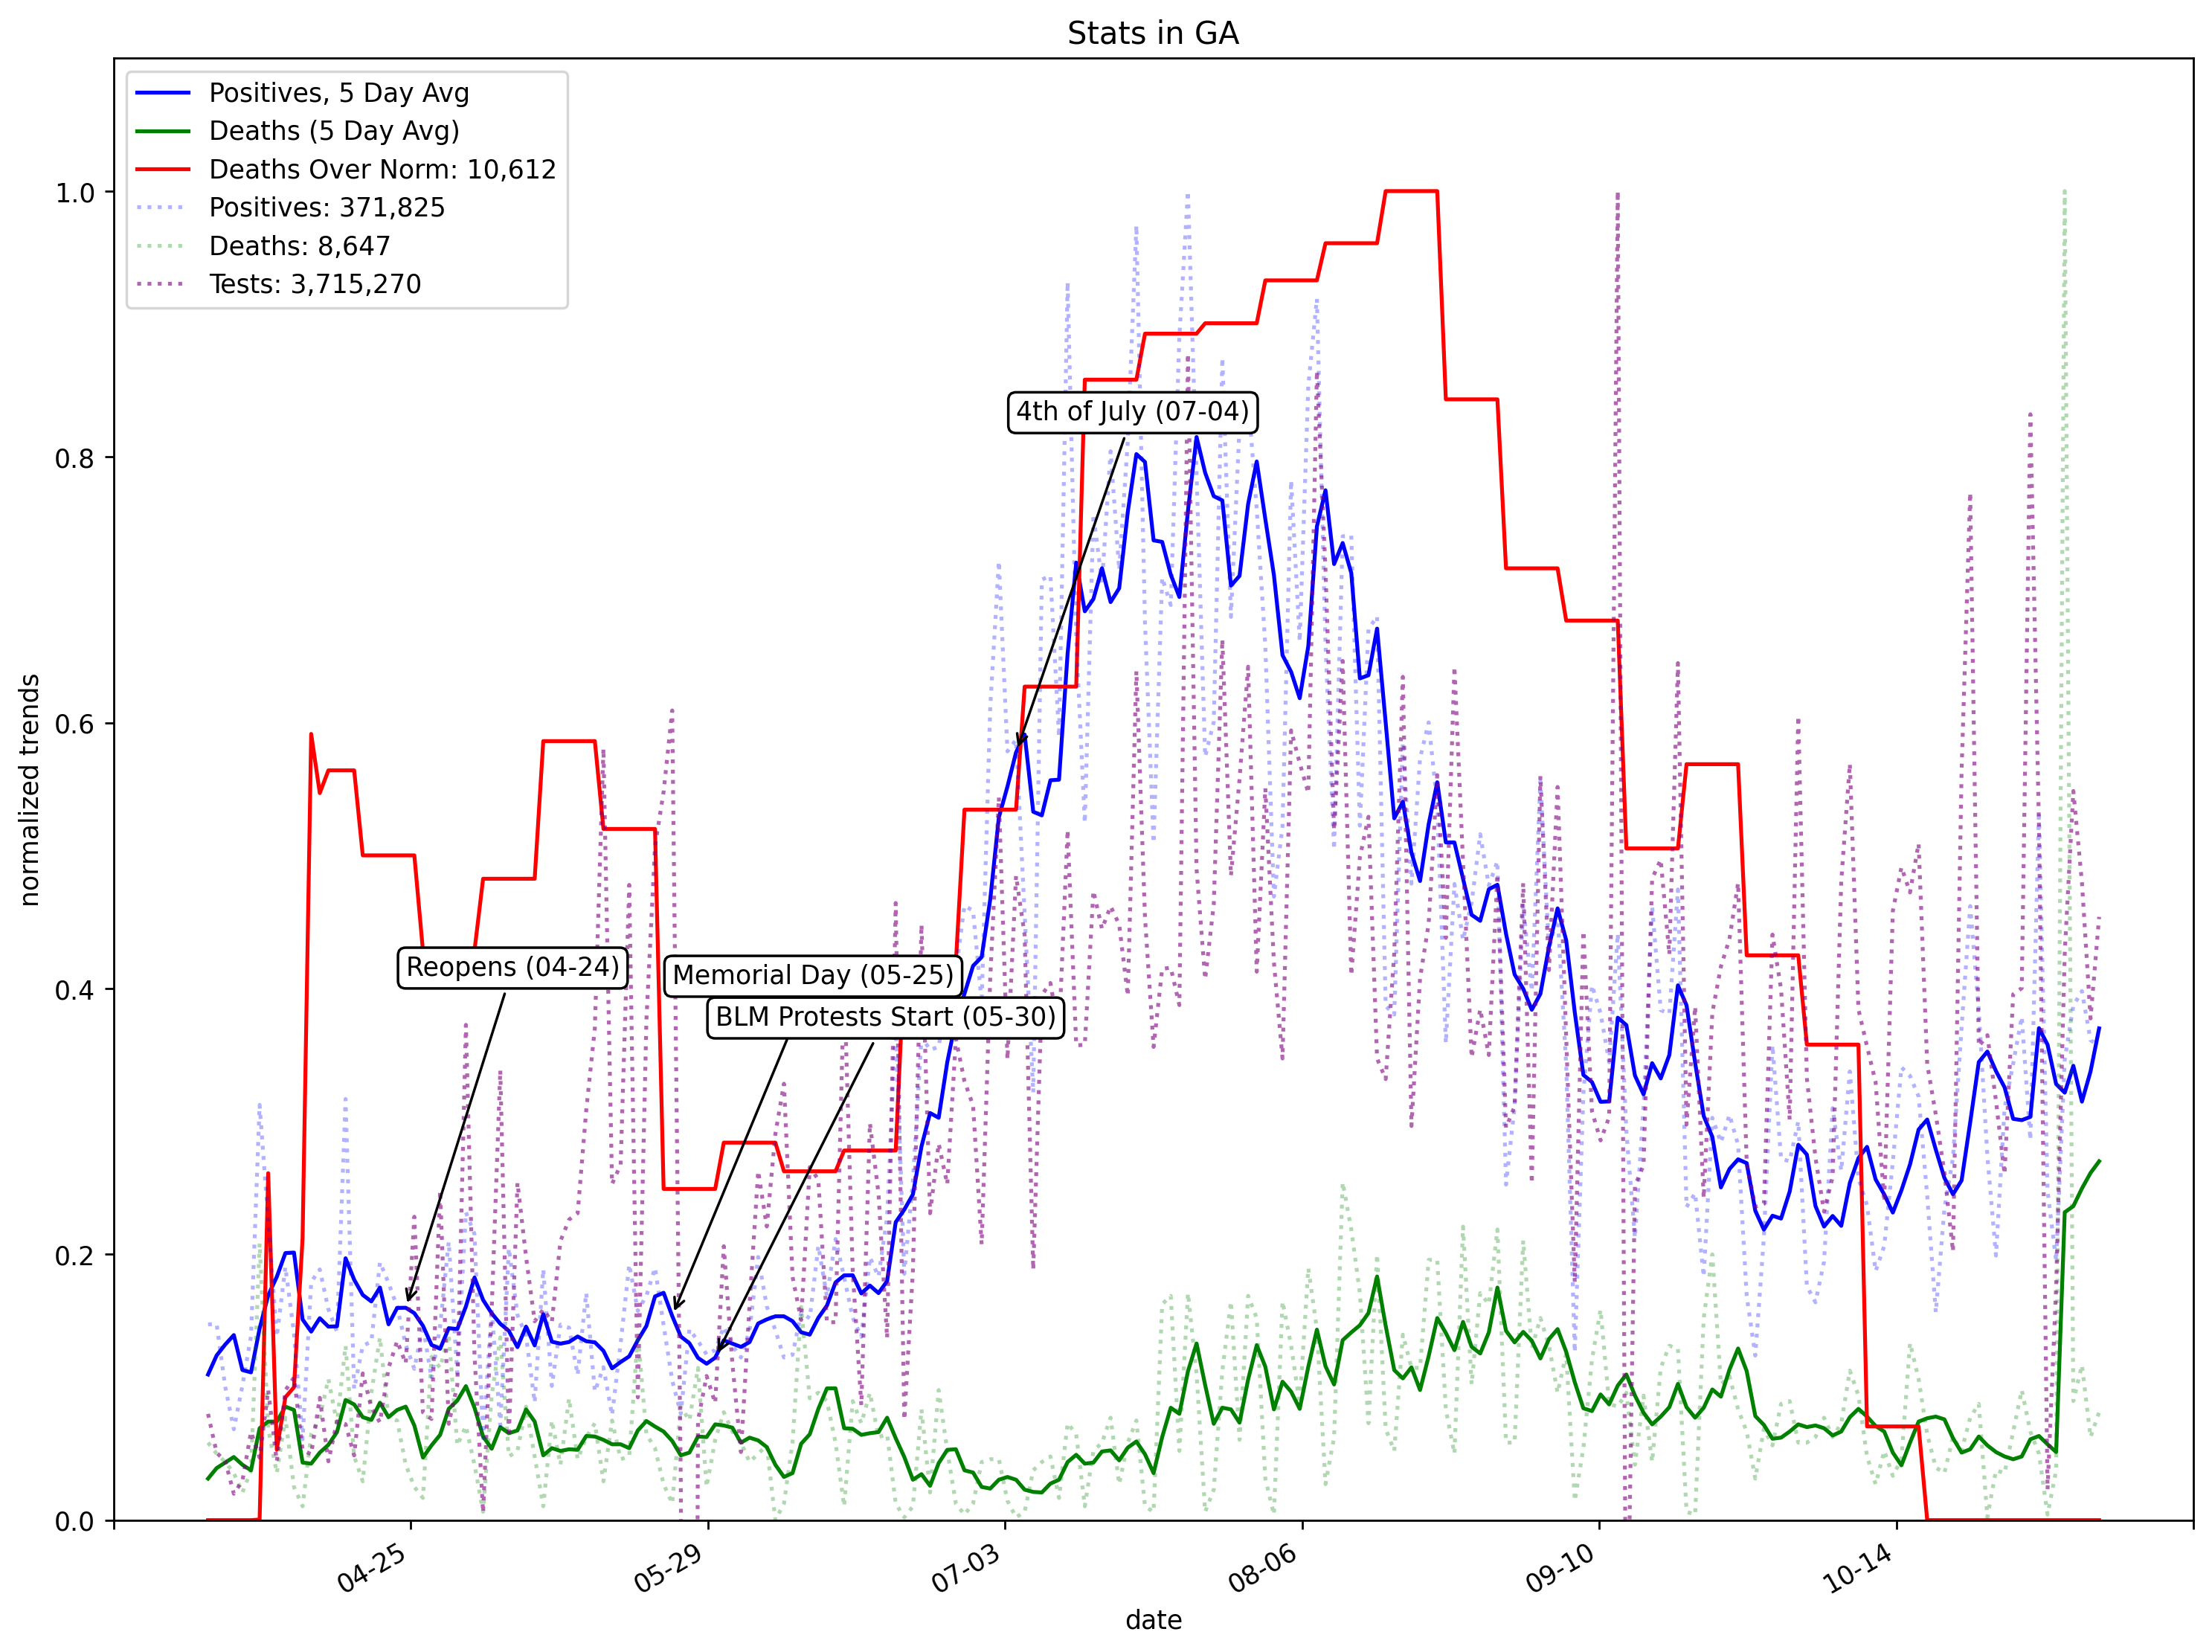 Stats in GA
Positives, 5 Day Avg
Deaths (5 Day Avg)
Deaths Over Norm: 10,612
Positives: 371,825
Deaths: 8,647
Tests: 3,715,270
1.0
0.8
0.6
0.4
0.2
0.0
normalized trends
4th of July (07-04)
Reopens (04-24)
Memorial Day (05-25)
BLM Protests Start (05-30)
04-25
05-29
07-03
08-06
09-10
10-14
date